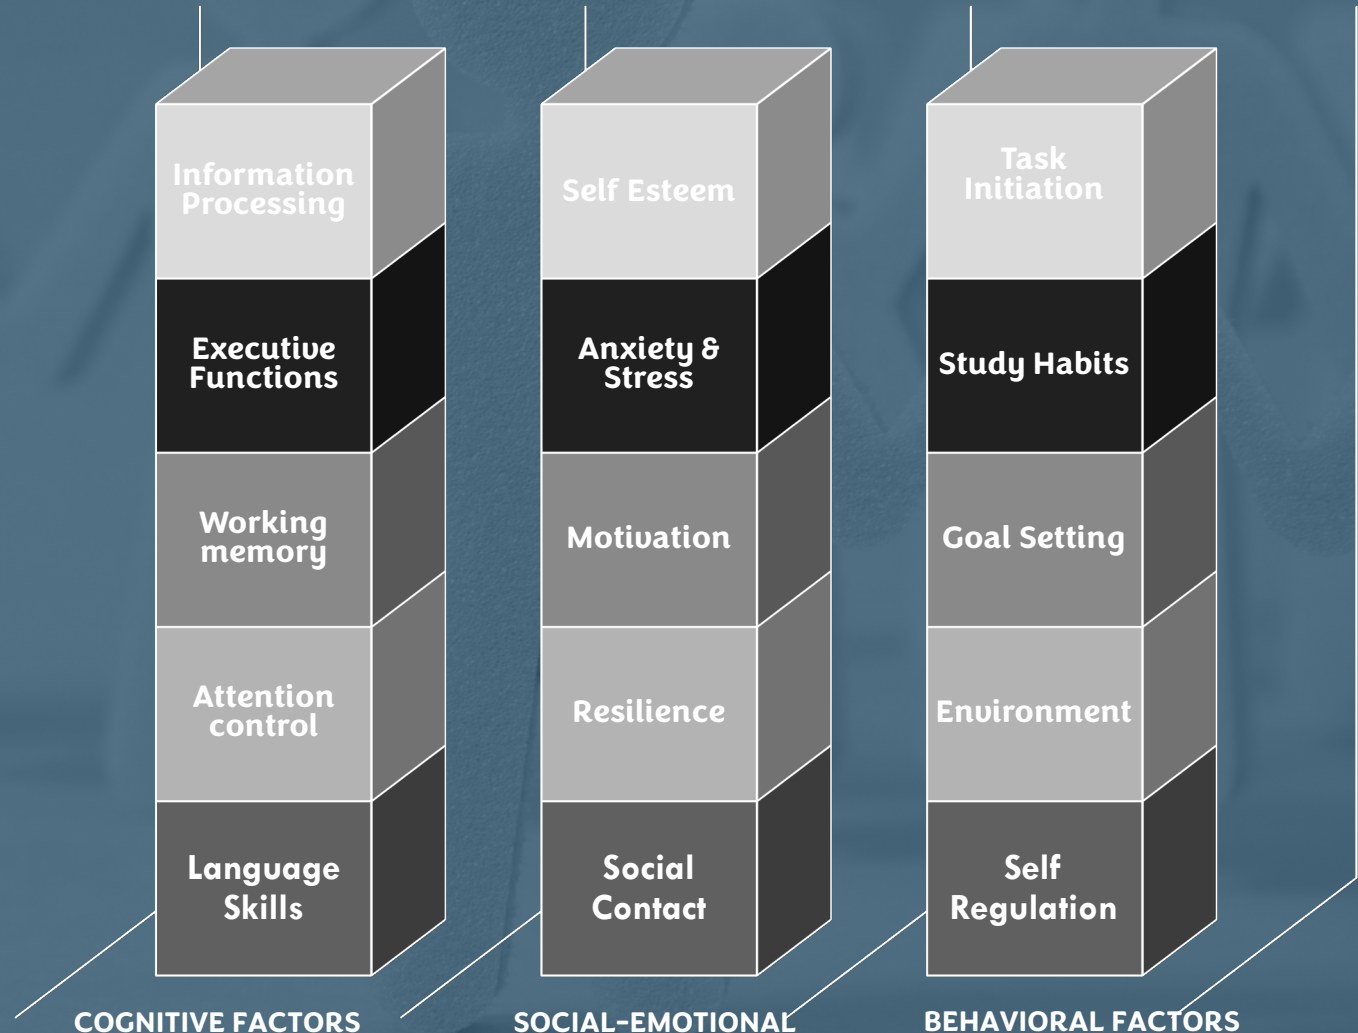 Information
Processing
Executive
Functions
Working
memory
Attention
control
Language
Skills
COGNITIVE FACTORS
Self Esteem
Anxiety &
Stress
Motivation
Resilience
Social
Contact
SOCIAL-EMOTIONAL
Task
Initiation
Study Habits
Goal Setting
Environment
Self
Regulation
BEHAVIORAL FACTORS